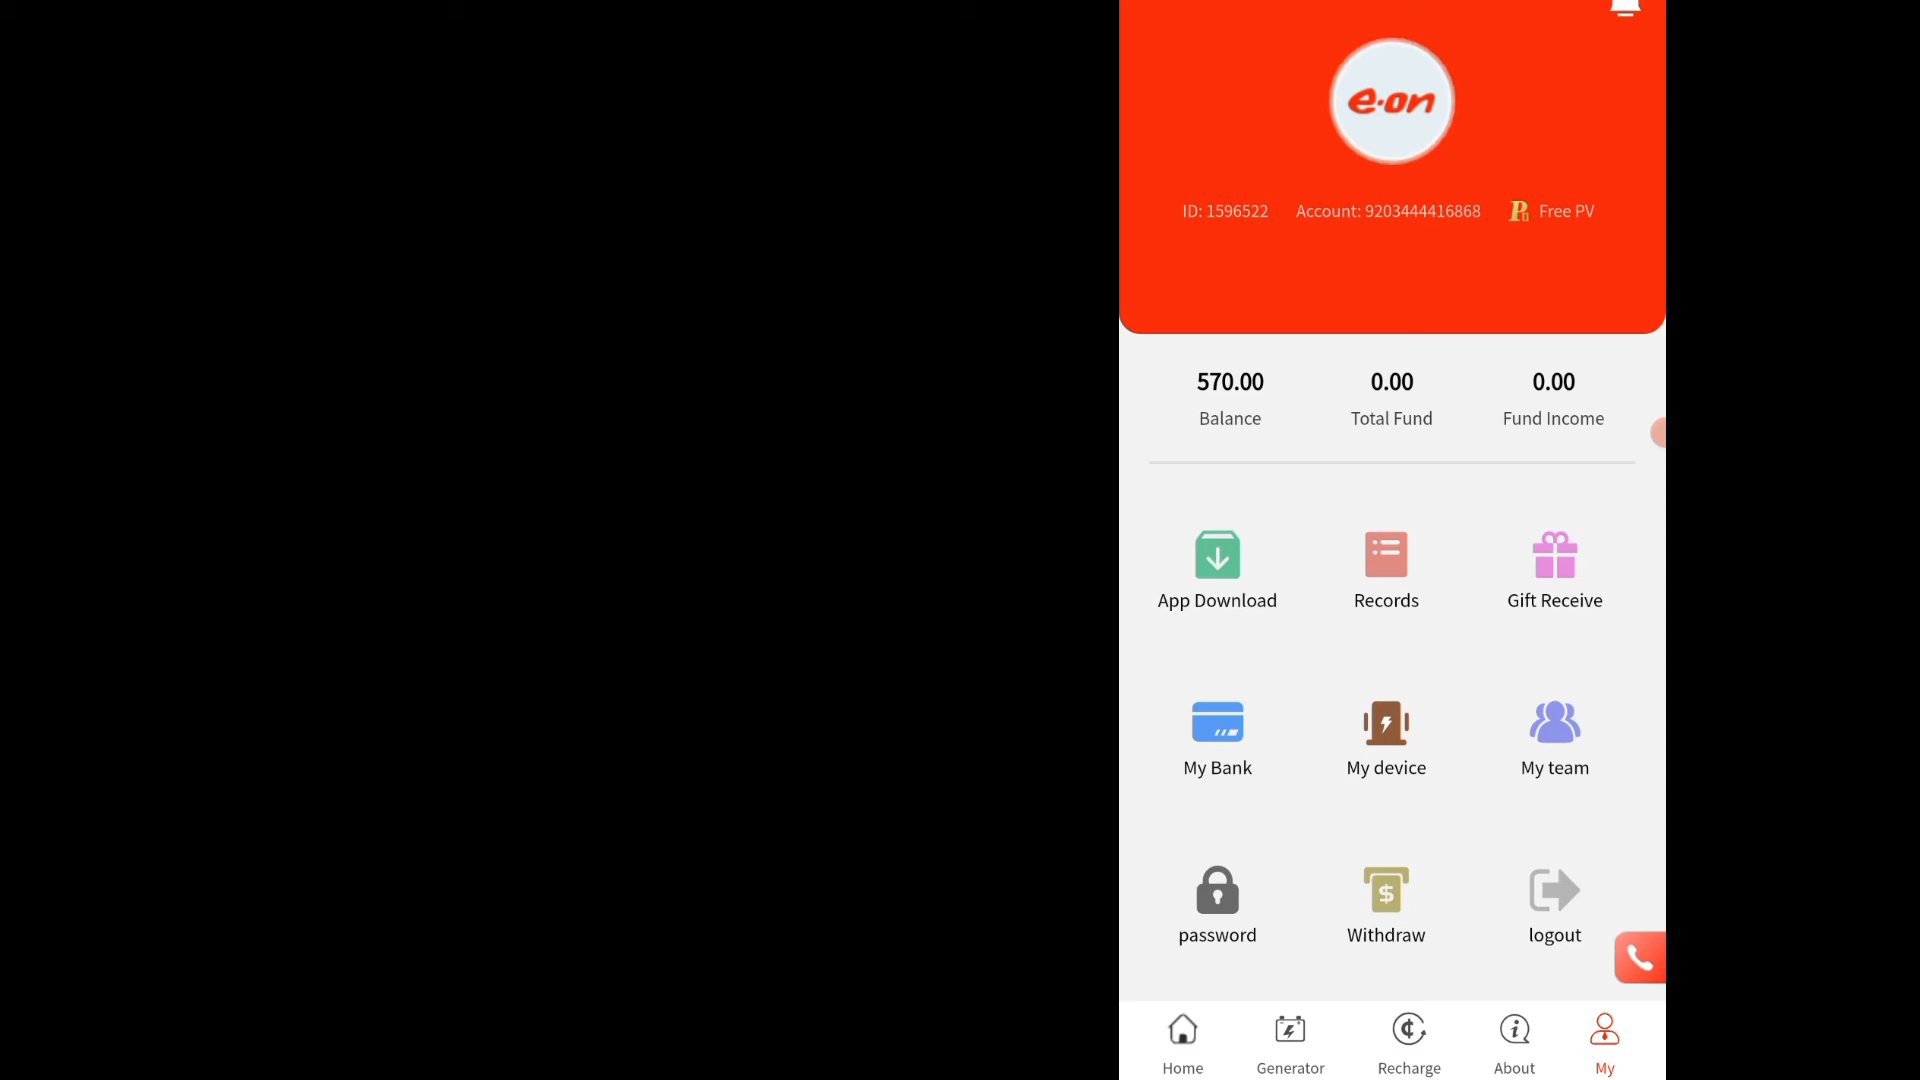 e·on
ID: 1596522 Account: 9203444416868 Free PV
570.00 0.00 0.00
Balance Total Fund Fund Income
App Download Records Gift Receive
My Bank My device My team
password Withdraw logout
Home Generator Recharge About My